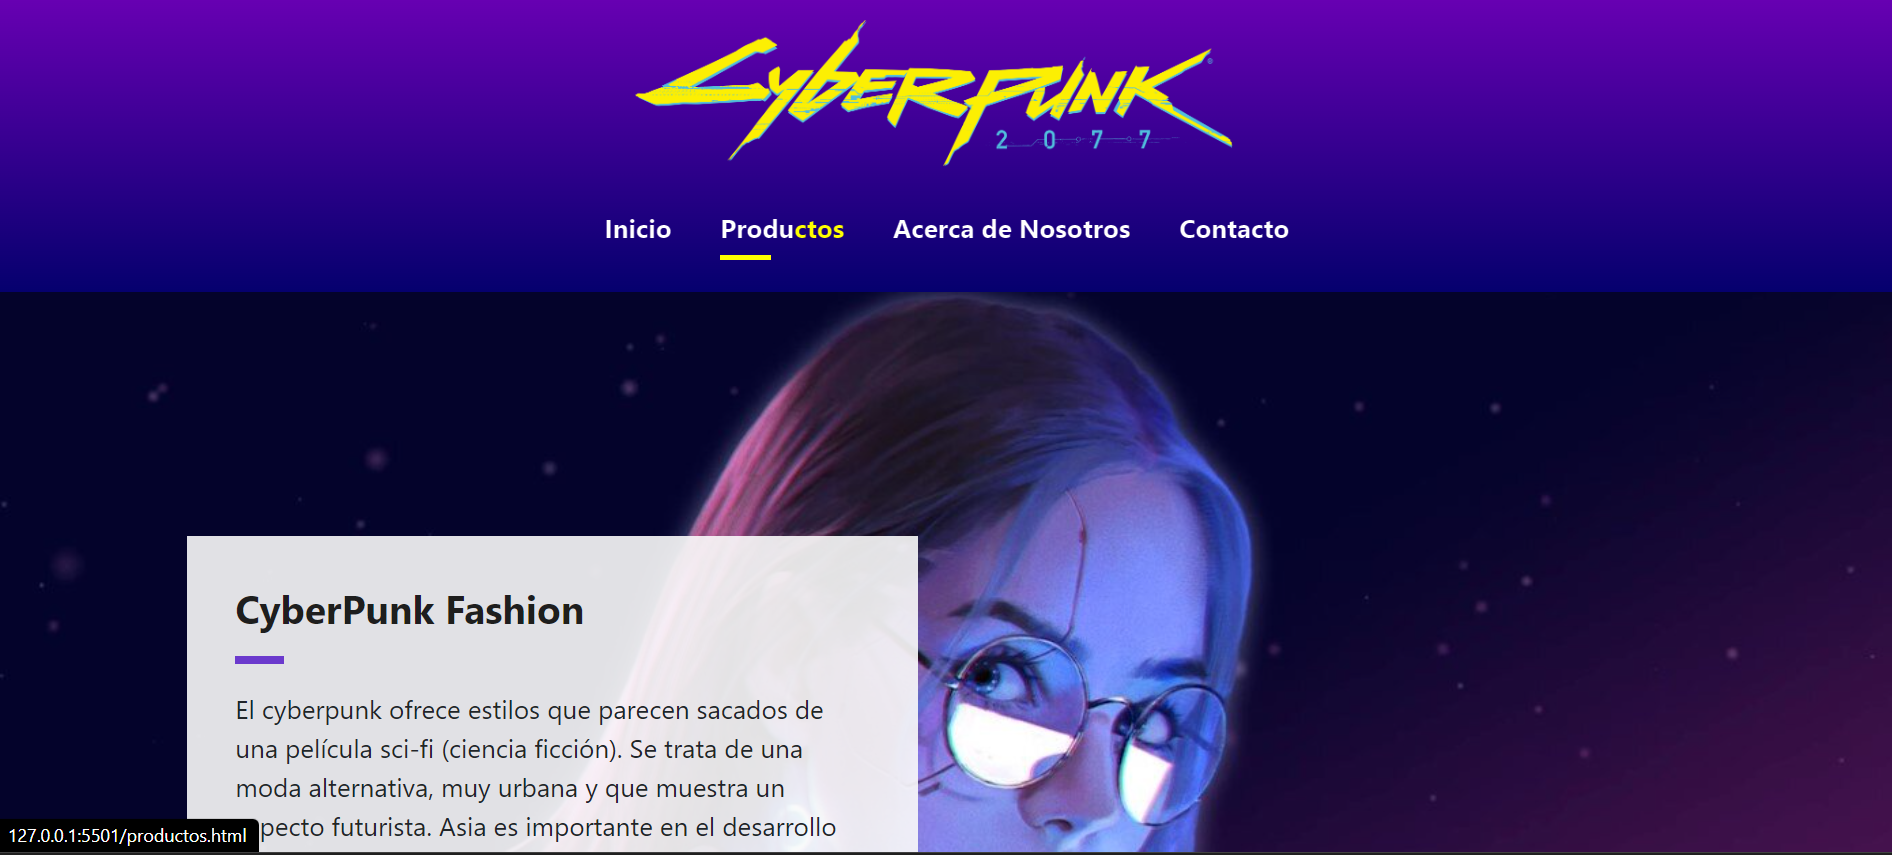 Cyberpunk
2077
Inicio Productos Acerca de Nosotros Contacto
CyberPunk Fashion
El cyberpunk ofrece estilos que parecen sacados de
una película sci-fi (ciencia ficción). Se trata de una
moda alternativa, muy urbana y que muestra un
pecto futurista. Asia es importante en el desarrollo
127.0.0.1:5501/productos.html